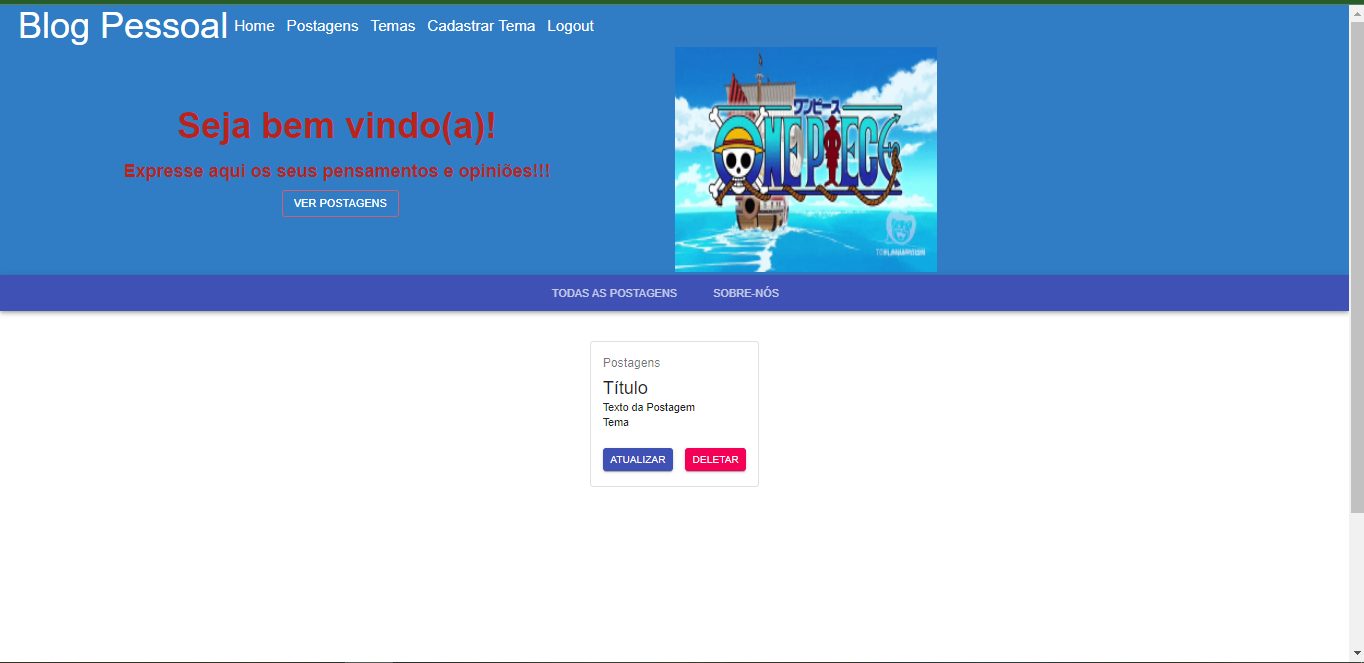 Blog Pessoal Home Postagens Temas Cadastrar Tema Logout
Seja bem vindo(a)!
Expresse aqui os seus pensamentos e opiniões!!!
VER POSTAGENS
ワンピース
ONE PIECE
TODAS AS POSTAGENS SOBRE-NÓS
Postagens
Título
Texto da Postagem
Tema
ATUALIZAR DELETAR